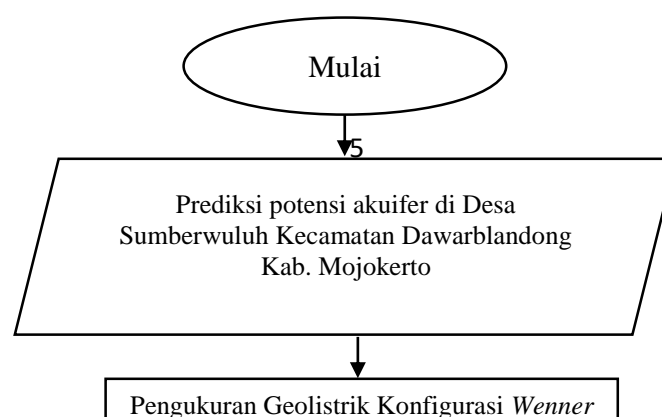 Mulai
5
Prediksi potensi akuifer di Desa
Sumberwuluh Kecamatan Dawarblandong
Kab. Mojokerto
Pengukuran Geolistrik Konfigurasi Wenner